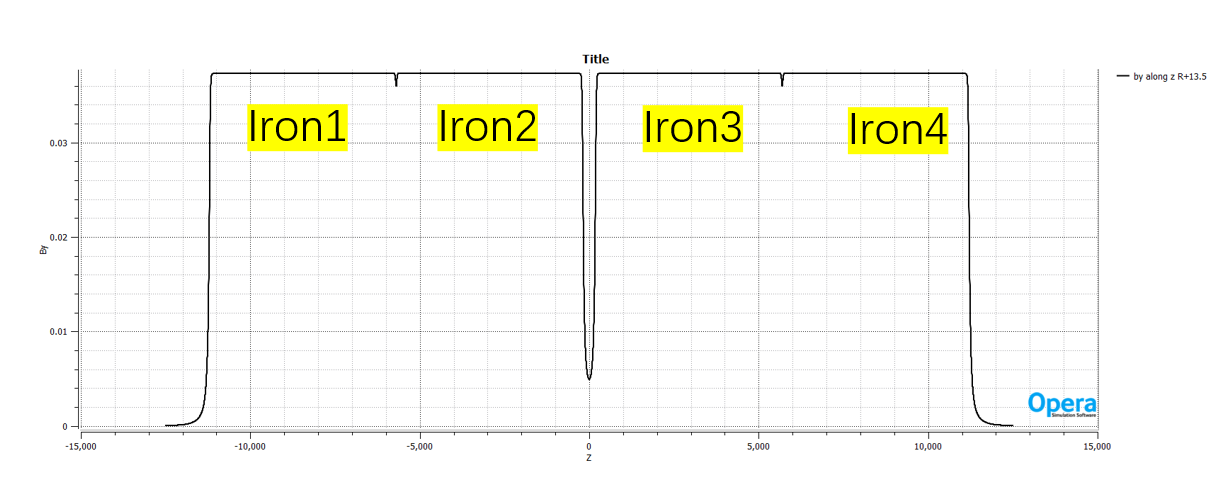 Title
by along z R+13.5
Iron1
Iron2
Iron3
Iron4
0.03
0.02
By
0.01
0
Opera
Simulation Software
-15,000
-10,000
-5,000
0
5,000
10,000
15,000
Z